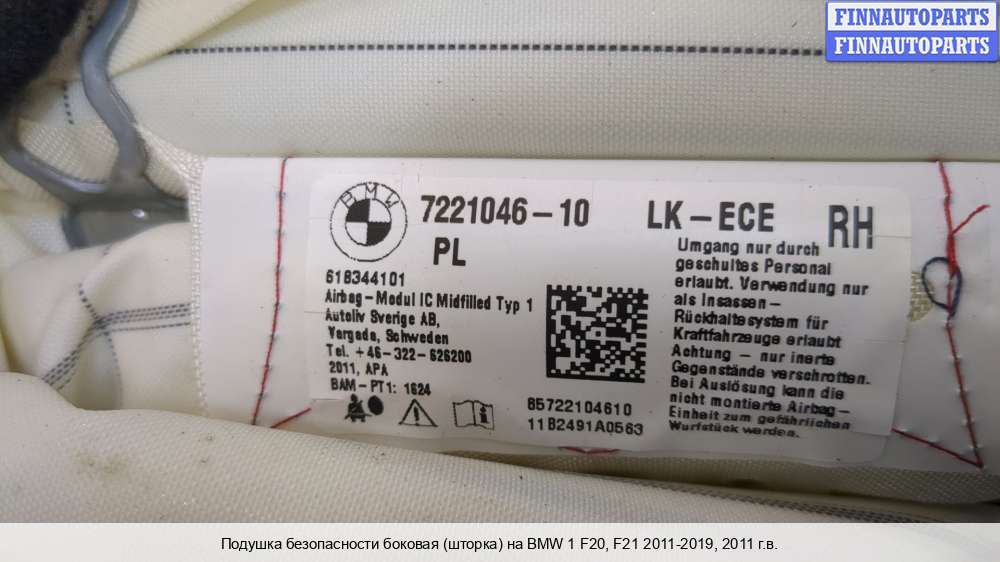 FINNAUTOPARTS
FINNAUTOPARTS
BMW
7221046-10 LK-ECE RH
PL
618344101
Airbag-Modul IC Midfilled Typ 1
Autoliv Sverige AB,
Vargada, Schweden
Tel. +46-322-626200
2011, APA
BAM-PT1: 1624
85722104610
11B2491A0563
Umgang nur durch
geschultes Personal
erlaubt. Verwendung nur
als Insassen-
Rückhaltesystem für
Kraftfahrzeuge erlaubt
Achtung - nur inerte
Gegenstände verschrotten.
Bei Auslösung kann die
nicht montierte Airbag-
Einheit zum gefährlichen
Wurfstück werden.
Подушка безопасности боковая (шторка) на BMW 1 F20, F21 2011-2019, 2011 г.в.